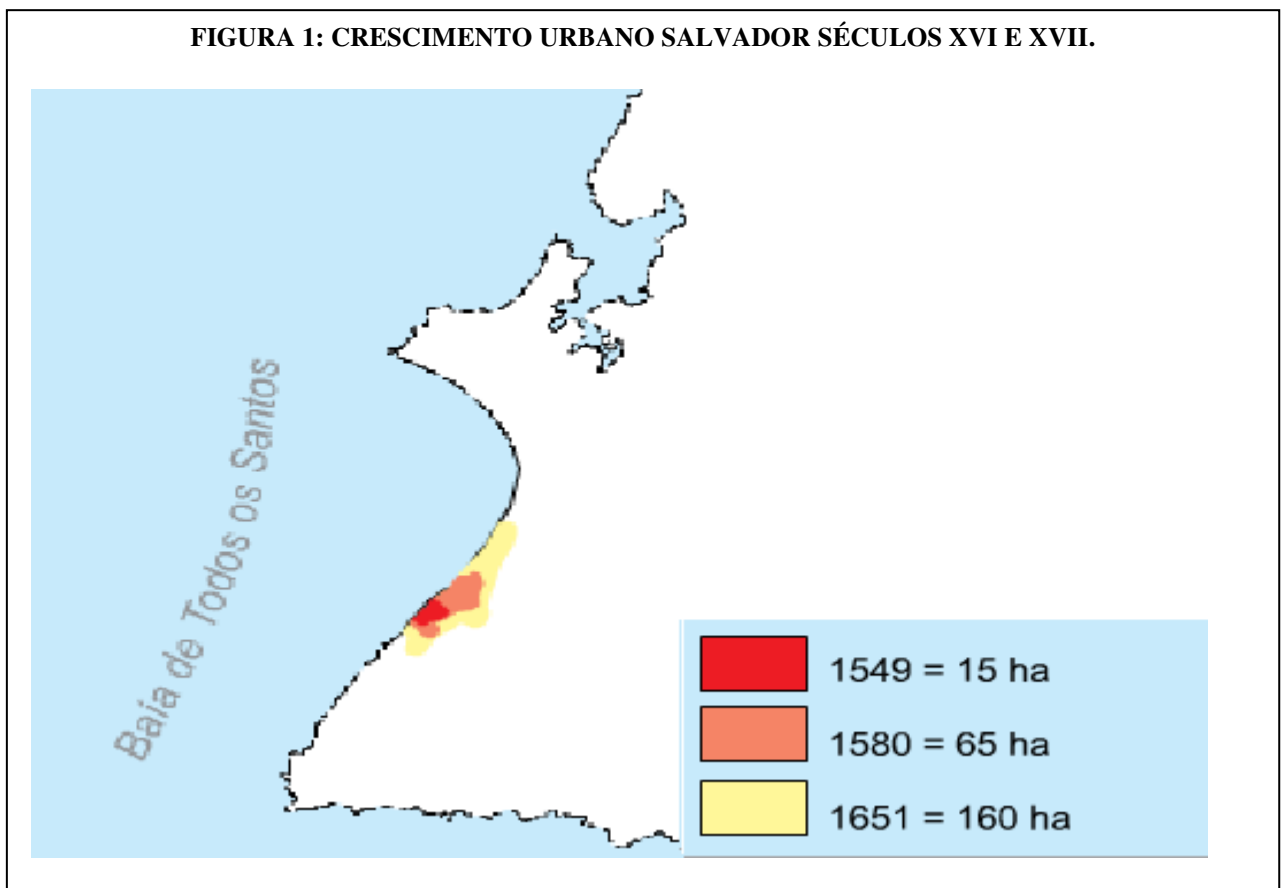 FIGURA 1: CRESCIMENTO URBANO SALVADOR SÉCULOS XVI E XVII.
Baia de Todos os Santos
1549 = 15 ha
1580 = 65 ha
1651 = 160 ha